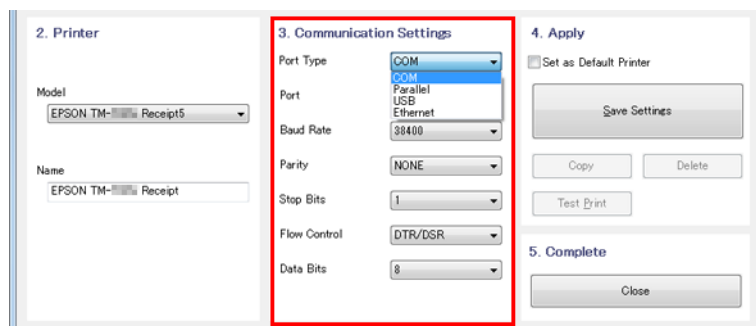 2. Printer
Model
EPSON TM- Receipt5
Name
EPSON TM- Receipt
3. Communication Settings
Port Type
COM
COM
Parallel
USB
Ethernet
Port
Baud Rate
38400
Parity
NONE
Stop Bits
1
Flow Control
DTR/DSR
Data Bits
8
4. Apply
Set as Default Printer
Save Settings
Copy
Delete
Test Print
5. Complete
Close